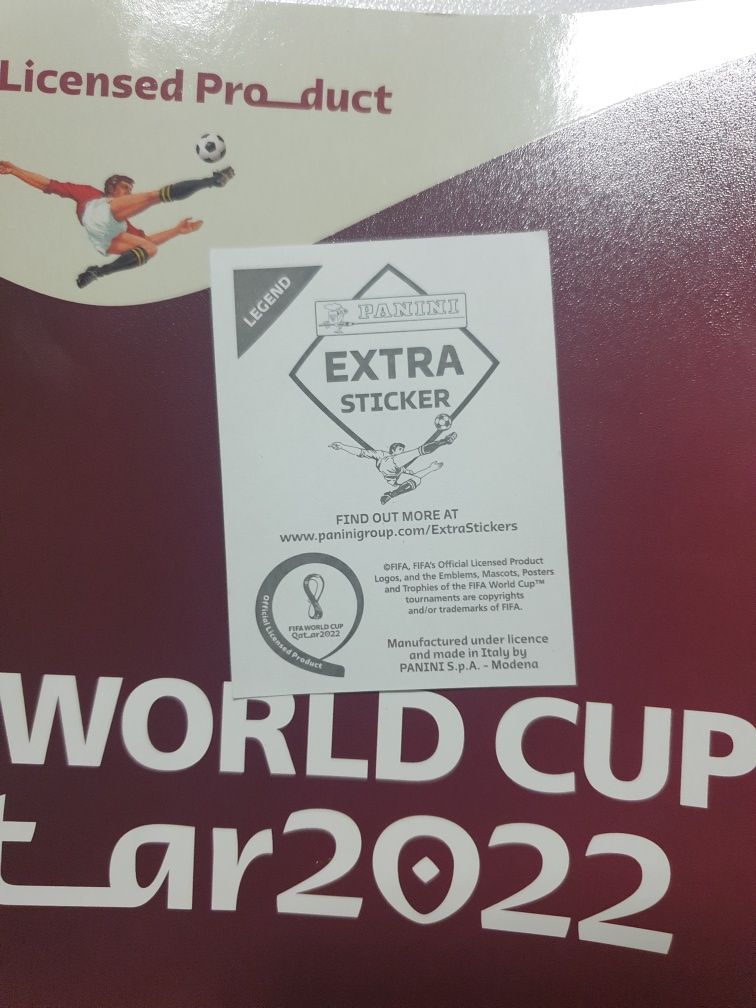 Licensed Pro_duct
LEGEND
PANINI
EXTRA
STICKER
FIND OUT MORE AT
www.paninigroup.com/ExtraStickers
Official Licensed Product
FIFA WORLD CUP
Qat_ar2022
©FIFA, FIFA's Official Licensed Product
Logos, and the Emblems, Mascots, Posters
and Trophies of the FIFA World Cup™
tournaments are copyrights
and/or trademarks of FIFA.
Manufactured under licence
and made in Italy by
PANINI S.p.A. - Modena
WORLD CUP
t_ar2022